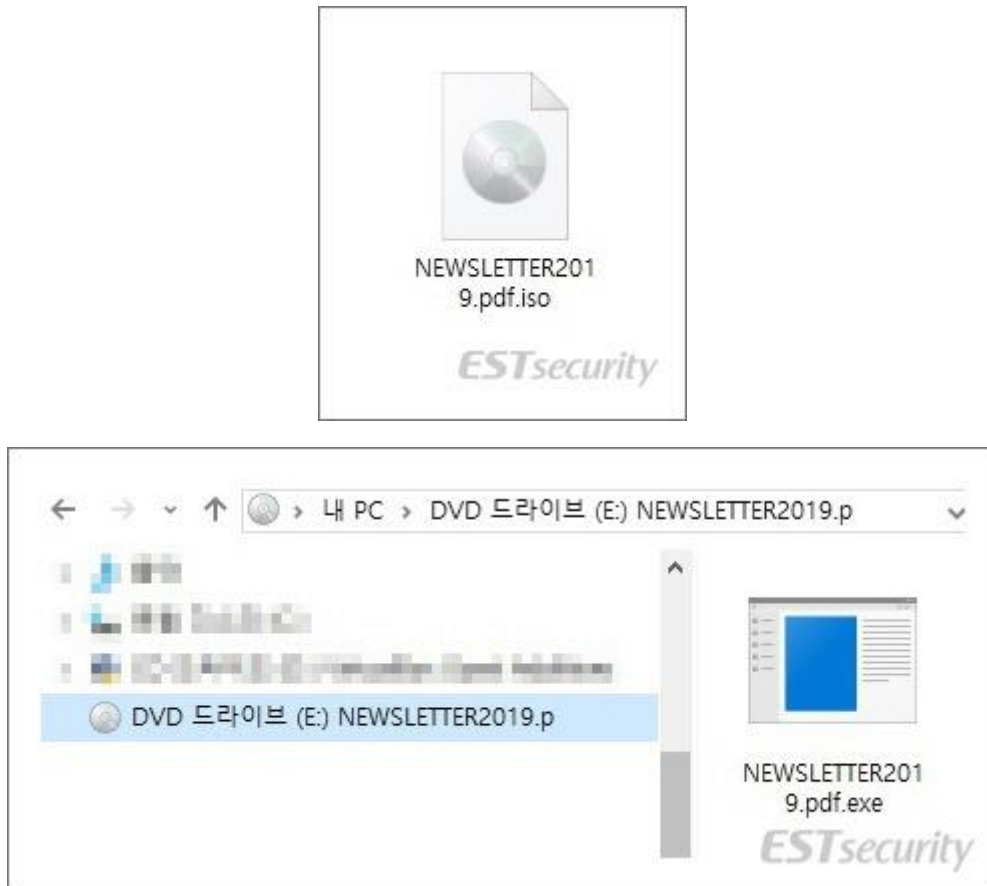 NEWSLETTER201
9.pdf.iso
ESTsecurity
내 PC
DVD 드라이브 (E:) NEWSLETTER2019.p
DVD 드라이브 (E:) NEWSLETTER2019.p
NEWSLETTER201
9.pdf.exe
ESTsecurity